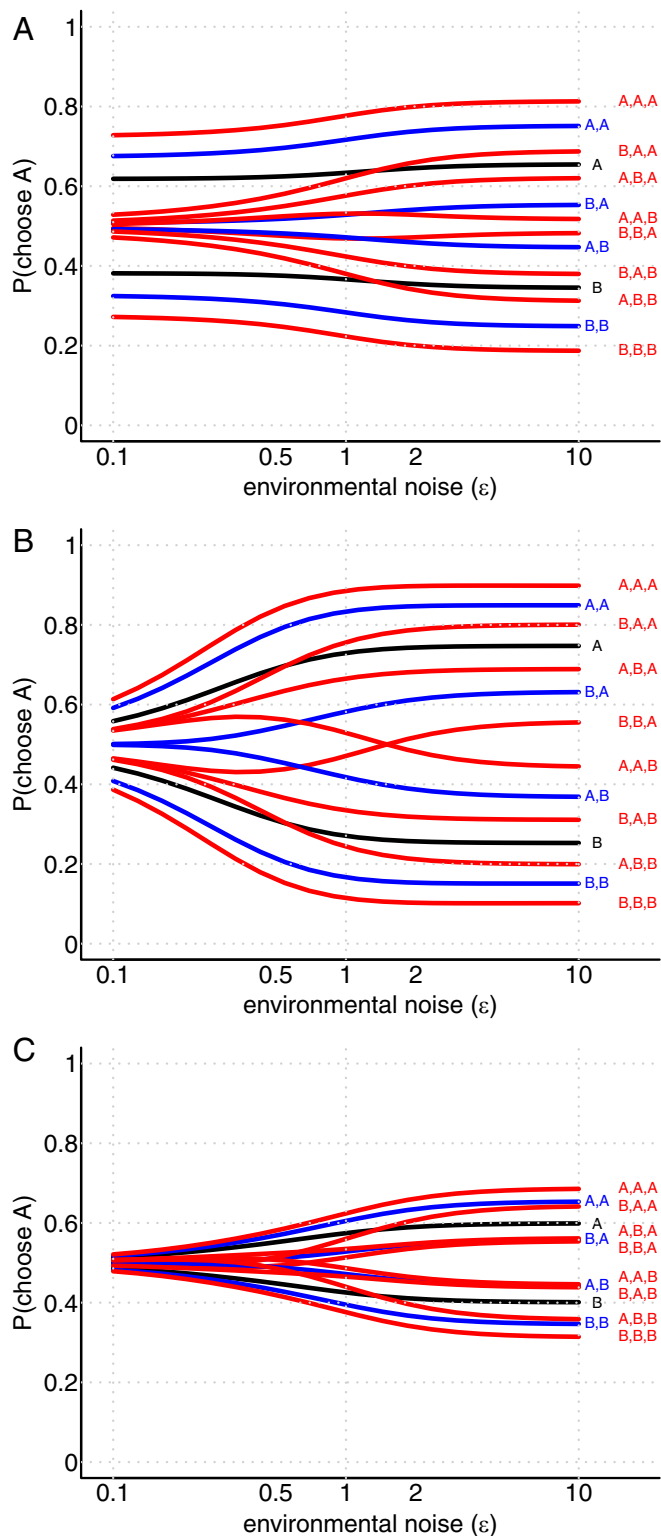 A
P(choose A)
1
0.8
0.6
0.4
0.2
0
A,A,A
A,A
B,A,A
A
A,B,A
B,A
A,A,B
B,B,A
A,B
B,A,B
B
A,B,B
B,B
B,B,B
0.1 0.5 1 2 10
environmental noise (ε)
B
P(choose A)
1
0.8
0.6
0.4
0.2
0
A,A,A
A,A
B,A,A
A
A,B,A
B,A
B,B,A
A,A,B
A,B
B,A,B
B
A,B,B
B,B
B,B,B
0.1 0.5 1 2 10
environmental noise (ε)
C
P(choose A)
1
0.8
0.6
0.4
0.2
0
A,A,A
A,A
B,A,A
A
A,B,A
B,A
B,B,A
A,A,B
A,B
B,A,B
B
A,B,B
B,B
B,B,B
0.1 0.5 1 2 10
environmental noise (ε)